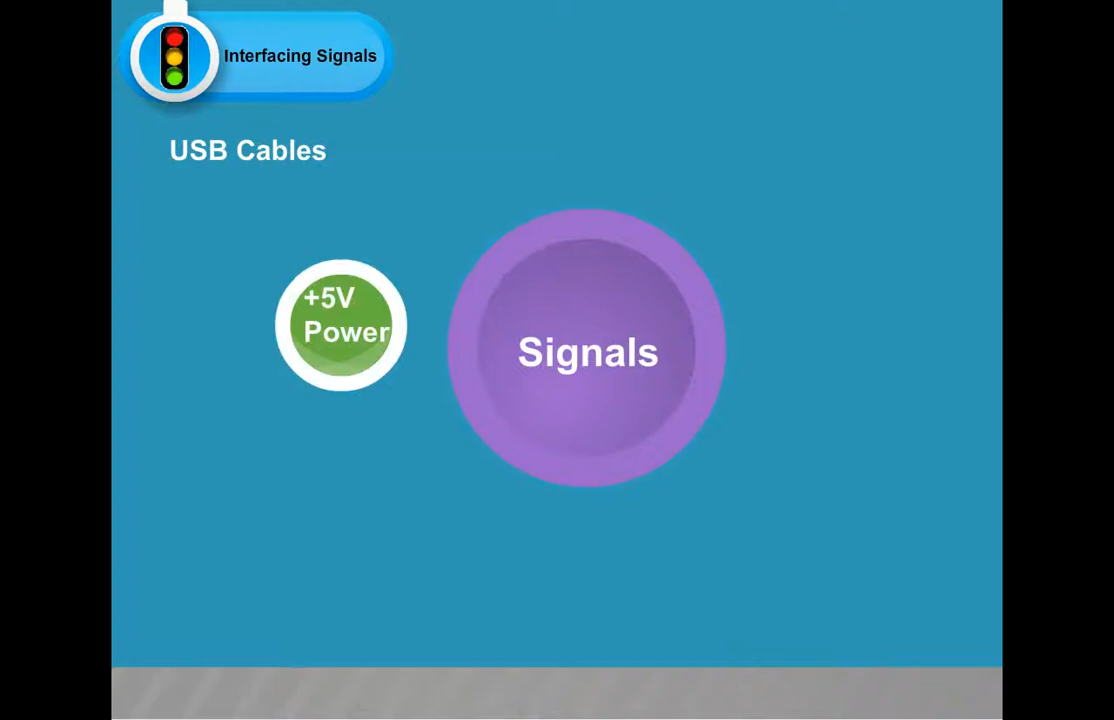 Interfacing Signals
USB Cables
+5V
Power
Signals